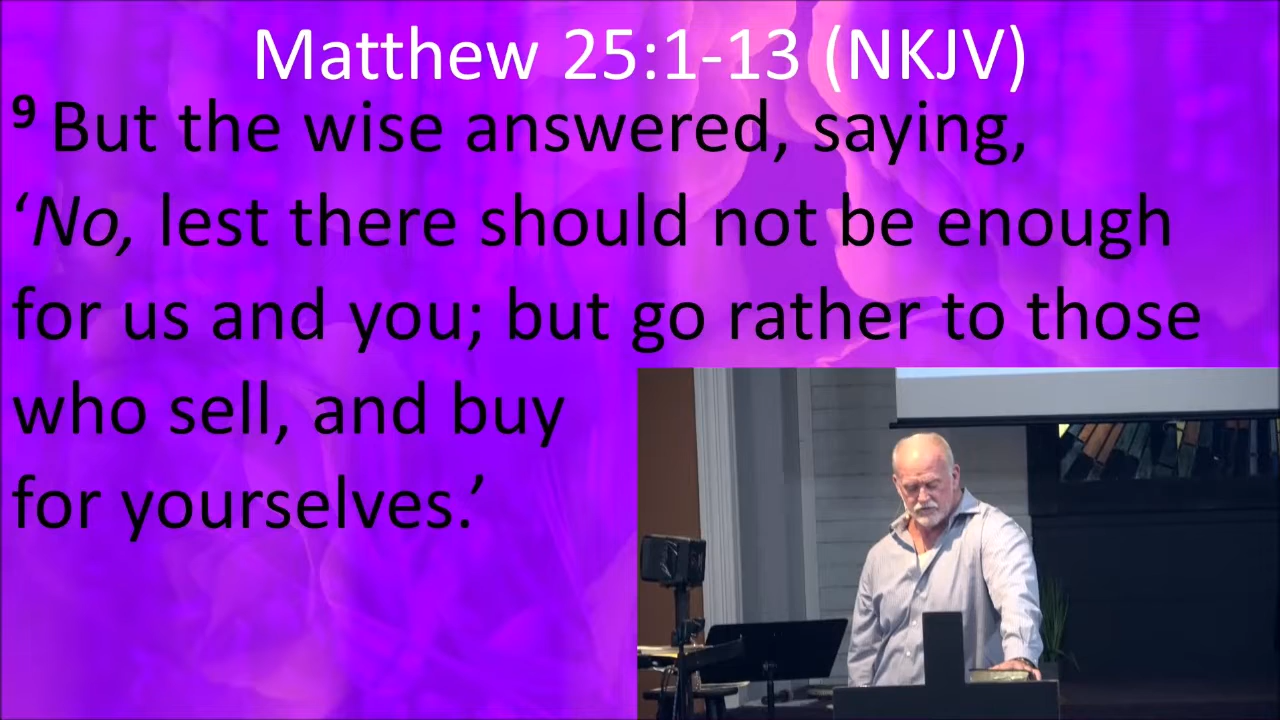 Matthew 25:1-13 (NKJV)
9 But the wise answered, saying,
‘No, lest there should not be enough
for us and you; but go rather to those
who sell, and buy
for yourselves.’